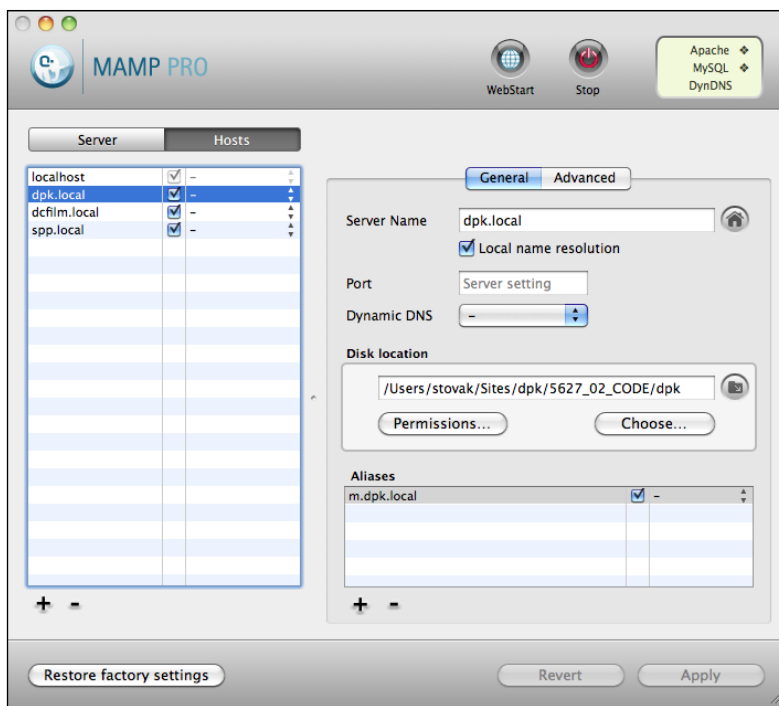 MAMP PRO
WebStart
Stop
Apache
MySQL
DynDNS
Server
Hosts
localhost -
dpk.local -
dcfilm.local -
spp.local -
General
Advanced
Server Name
dpk.local
Local name resolution
Port
Server setting
Dynamic DNS
-
Disk location
/Users/stovak/Sites/dpk/5627_02_CODE/dpk
Permissions...
Choose...
Aliases
m.dpk.local -
+ -
+ -
Restore factory settings
Revert
Apply